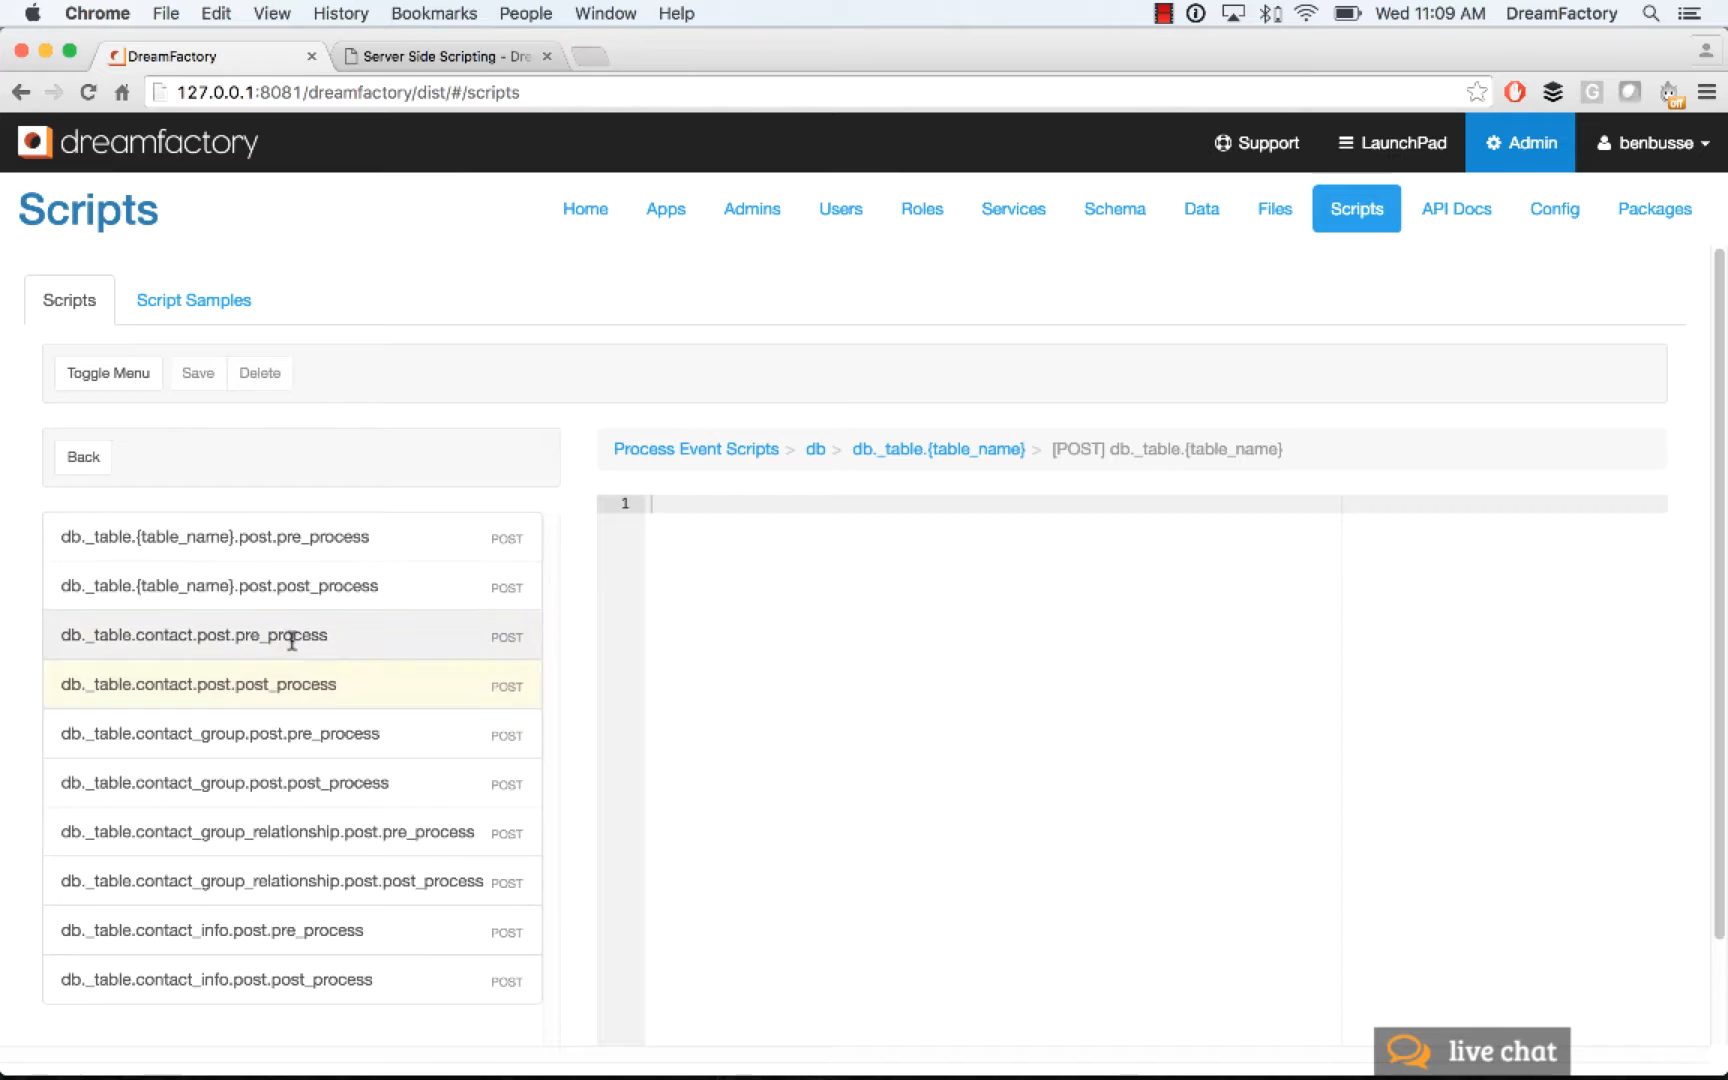 Chrome File Edit View History Bookmarks People Window Help Wed 11:09 AM DreamFactory
DreamFactory Server Side Scripting - Dre
127.0.0.1:8081/dreamfactory/dist/#/scripts G off
dreamfactory Support LaunchPad Admin benbusse
Scripts Home Apps Admins Users Roles Services Schema Data Files Scripts API Docs Config Packages
Scripts Script Samples
Toggle Menu Save Delete
Back
Process Event Scripts > db > db._table.{table_name} > [POST] db._table.{table_name}
1
db._table.{table_name}.post.pre_process POST
db._table.{table_name}.post.post_process POST
db._table.contact.post.pre_process POST
db._table.contact.post.post_process POST
db._table.contact_group.post.pre_process POST
db._table.contact_group.post.post_process POST
db._table.contact_group_relationship.post.pre_process POST
db._table.contact_group_relationship.post.post_process POST
db._table.contact_info.post.pre_process POST
db._table.contact_info.post.post_process POST
live chat